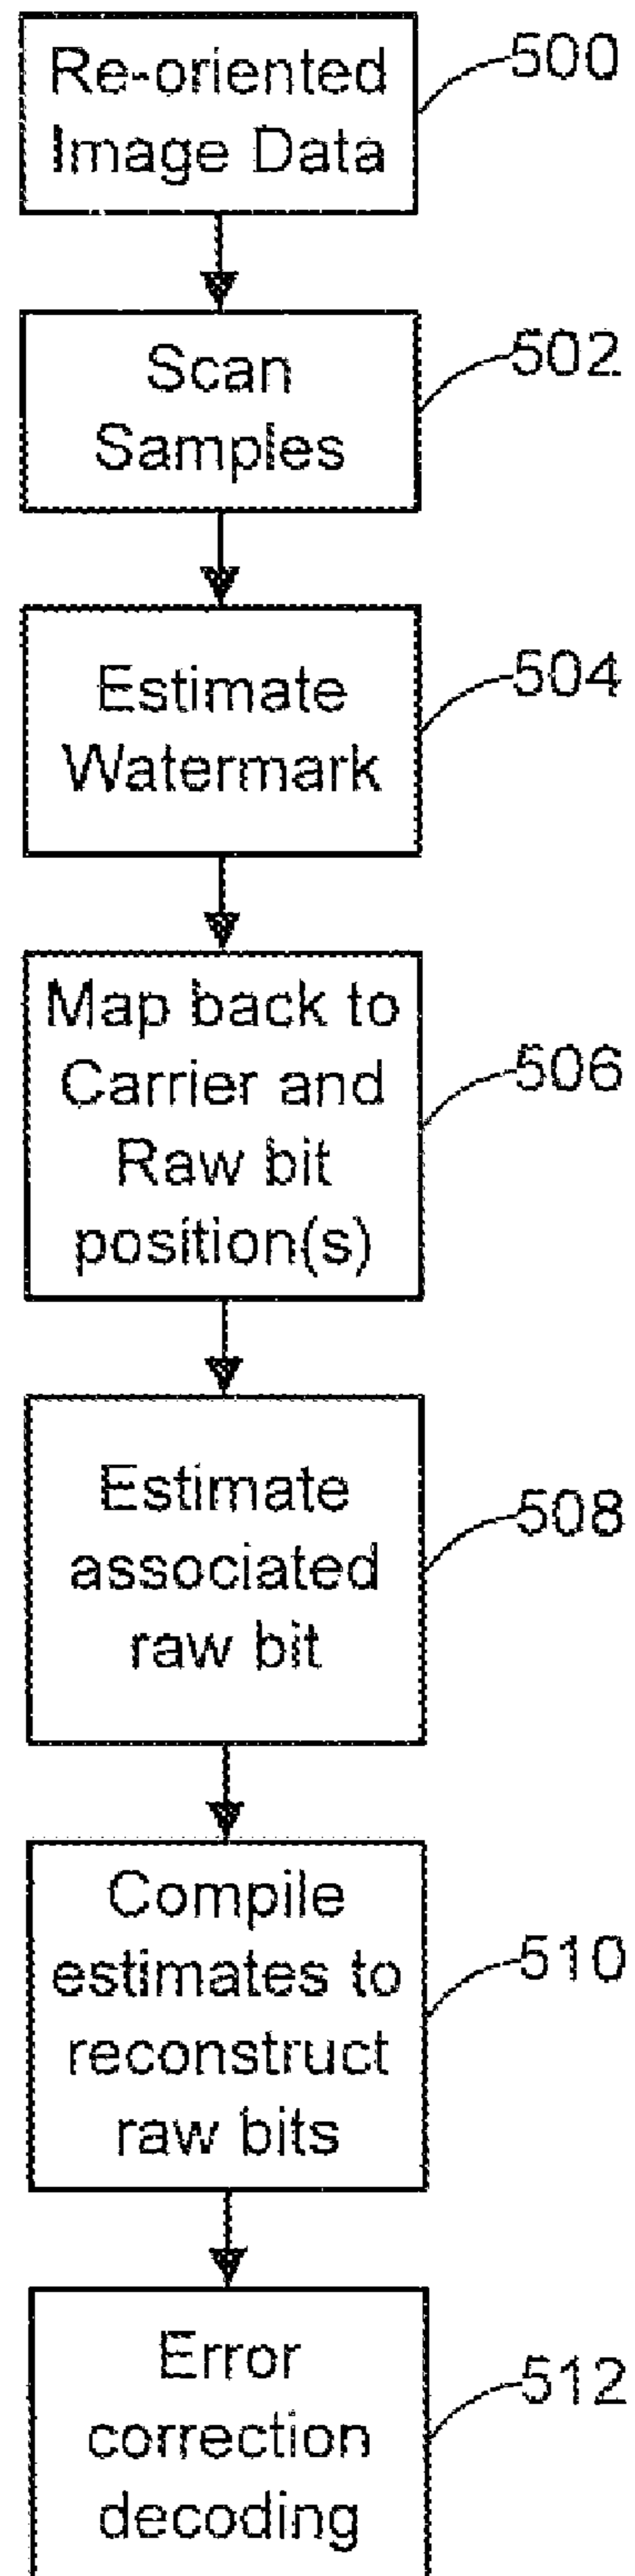 Re-oriented
Image Data
500
Scan
Samples
502
Estimate
Watermark
504
Map back to
Carrier and
Raw bit
position(s)
506
Estimate
associated
raw bit
508
Compile
estimates to
reconstruct
raw bits
510
Error
correction
decoding
512